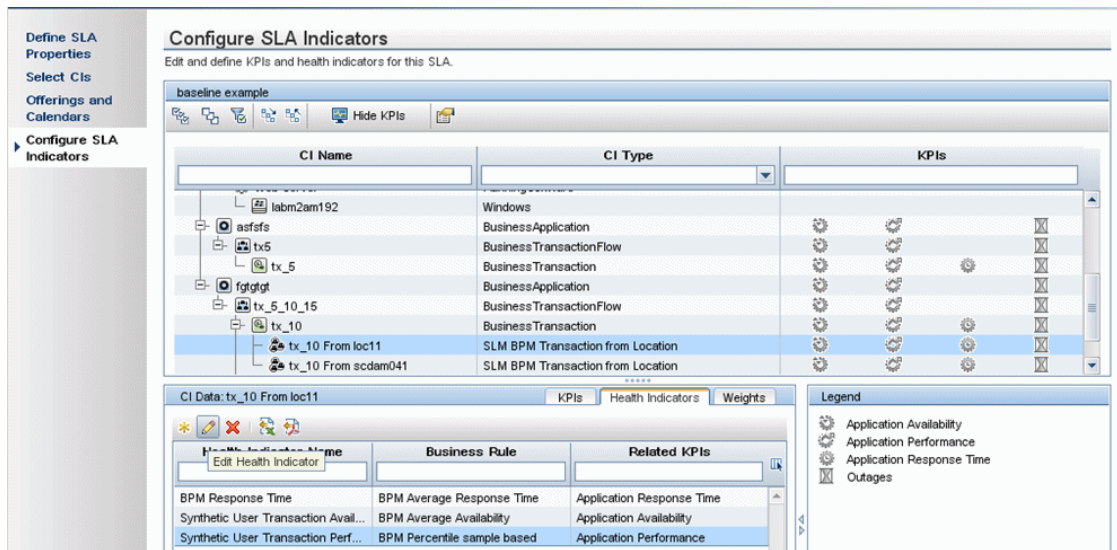 Define SLA
Properties
Select CIs
Offerings and
Calendars
Configure SLA
Indicators
Configure SLA Indicators
Edit and define KPIs and health indicators for this SLA.
baseline example
Hide KPIs
CI Name CI Type KPIs
labm2am192 Windows
asfsfs BusinessApplication
tx5 BusinessTransactionFlow
tx_5 BusinessTransaction
fgtgtgt BusinessApplication
tx_5_10_15 BusinessTransactionFlow
tx_10 BusinessTransaction
tx_10 From loc11 SLM BPM Transaction from Location
tx_10 From scdam041 SLM BPM Transaction from Location
CI Data: tx_10 From loc11 KPIs Health Indicators Weights
Health Indicator Name Business Rule Related KPIs
Edit Health Indicator
BPM Response Time BPM Average Response Time Application Response Time
Synthetic User Transaction Avail... BPM Average Availability Application Availability
Synthetic User Transaction Perf... BPM Percentile sample based Application Performance
Legend
Application Availability
Application Performance
Application Response Time
Outages